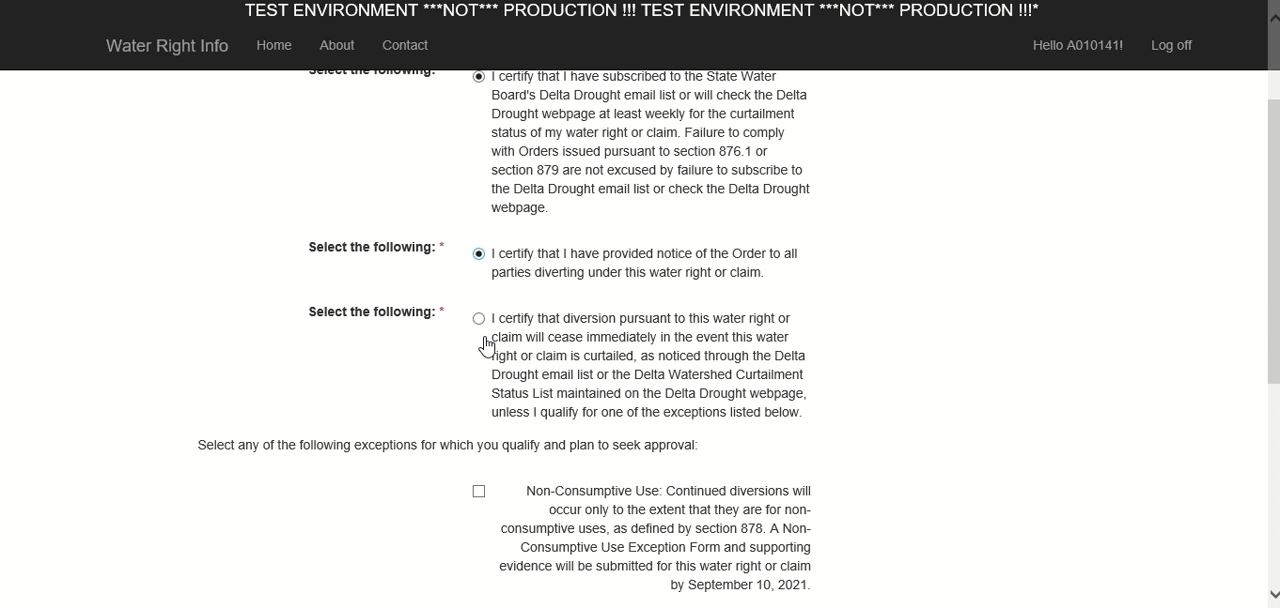 TEST ENVIRONMENT ***NOT*** PRODUCTION !!! TEST ENVIRONMENT ***NOT*** PRODUCTION !!!*
Water Right Info Home About Contact Hello A010141! Log off
Select the following:
I certify that I have subscribed to the State Water
Board's Delta Drought email list or will check the Delta
Drought webpage at least weekly for the curtailment
status of my water right or claim. Failure to comply
with Orders issued pursuant to section 876.1 or
section 879 are not excused by failure to subscribe to
the Delta Drought email list or check the Delta Drought
webpage.
Select the following: *
I certify that I have provided notice of the Order to all
parties diverting under this water right or claim.
Select the following: *
I certify that diversion pursuant to this water right or
claim will cease immediately in the event this water
right or claim is curtailed, as noticed through the Delta
Drought email list or the Delta Watershed Curtailment
Status List maintained on the Delta Drought webpage,
unless I qualify for one of the exceptions listed below.
Select any of the following exceptions for which you qualify and plan to seek approval:
Non-Consumptive Use: Continued diversions will
occur only to the extent that they are for non-
consumptive uses, as defined by section 878. A Non-
Consumptive Use Exception Form and supporting
evidence will be submitted for this water right or claim
by September 10, 2021.